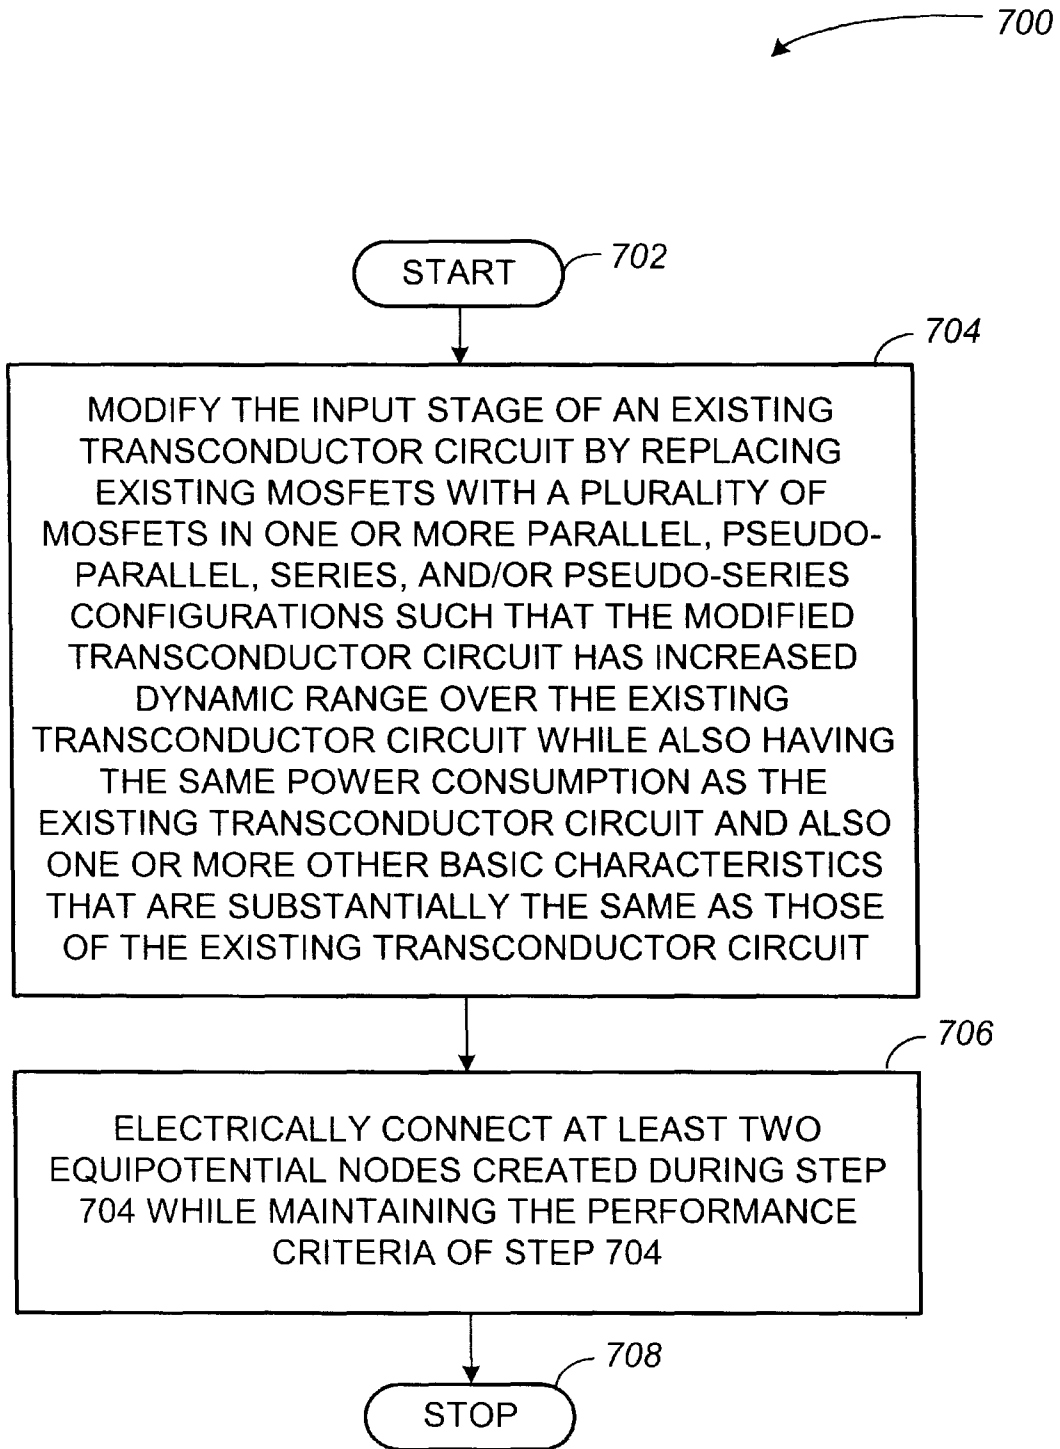 700
START
702
704
MODIFY THE INPUT STAGE OF AN EXISTING
TRANSCONDUCTOR CIRCUIT BY REPLACING
EXISTING MOSFETS WITH A PLURALITY OF
MOSFETS IN ONE OR MORE PARALLEL, PSEUDO-
PARALLEL, SERIES, AND/OR PSEUDO-SERIES
CONFIGURATIONS SUCH THAT THE MODIFIED
TRANSCONDUCTOR CIRCUIT HAS INCREASED
DYNAMIC RANGE OVER THE EXISTING
TRANSCONDUCTOR CIRCUIT WHILE ALSO HAVING
THE SAME POWER CONSUMPTION AS THE
EXISTING TRANSCONDUCTOR CIRCUIT AND ALSO
ONE OR MORE OTHER BASIC CHARACTERISTICS
THAT ARE SUBSTANTIALLY THE SAME AS THOSE
OF THE EXISTING TRANSCONDUCTOR CIRCUIT
706
ELECTRICALLY CONNECT AT LEAST TWO
EQUIPOTENTIAL NODES CREATED DURING STEP
704 WHILE MAINTAINING THE PERFORMANCE
CRITERIA OF STEP 704
708
STOP